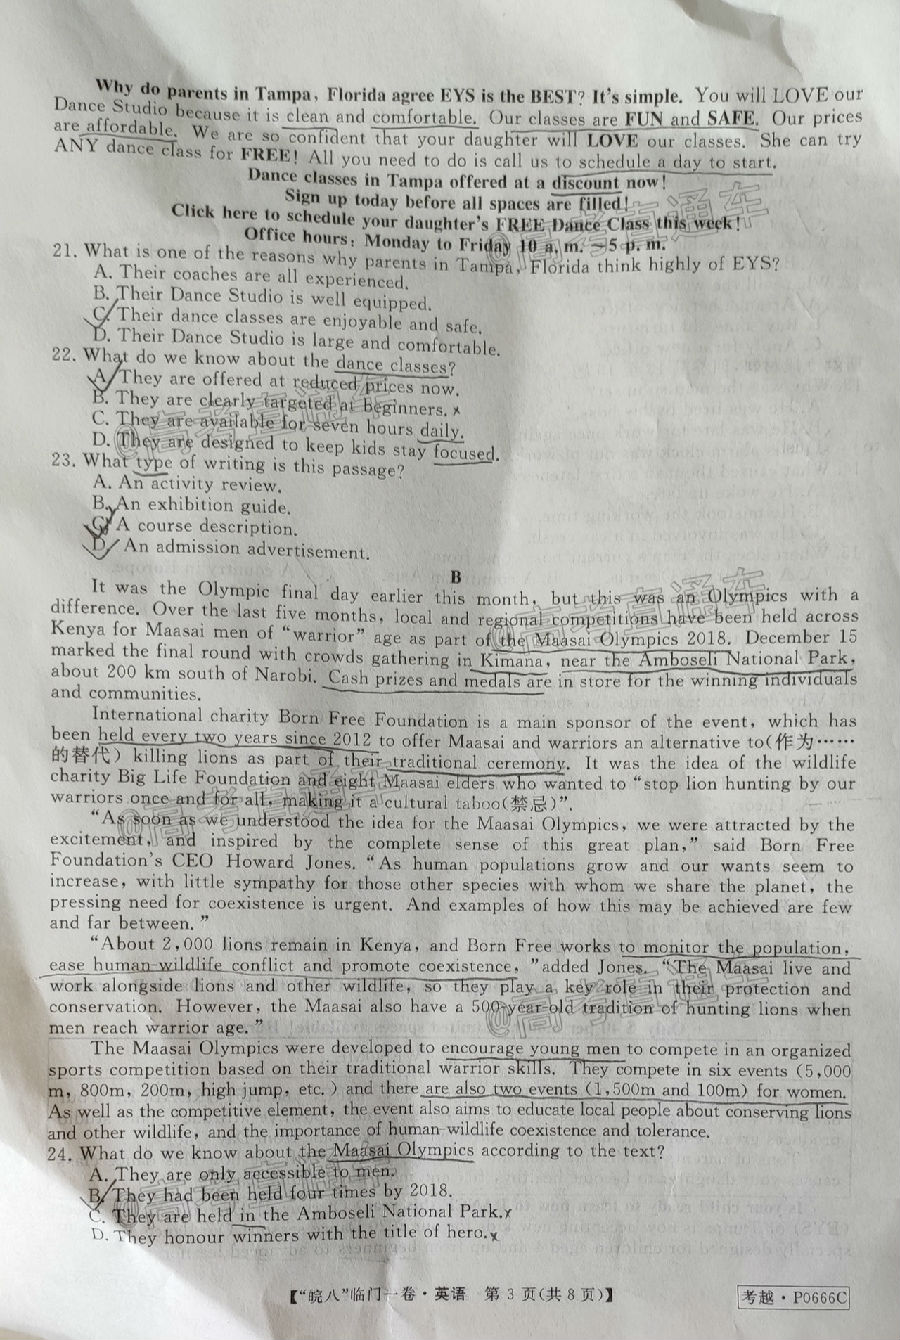 Why do parents in Tampa, Florida agree EYS is the BEST? It's simple. You will LOVE our
Dance Studio because it is clean and comfortable. Our classes are FUN and SAFE. Our prices
are affordable. We are so confident that your daughter will LOVE our classes. She can try
ANY dance class for FREE! All you need to do is call us to schedule a day to start.
Dance classes in Tampa offered at a discount now!
Sign up today before all spaces are filled!
Click here to schedule your daughter's FREE Dance Class this week!
Office hours: Monday to Friday 10 a. m. —5 p. m.
21. What is one of the reasons why parents in Tampa, Florida think highly of EYS?
A. Their coaches are all experienced.
B. Their Dance Studio is well equipped.
C. Their dance classes are enjoyable and safe.
D. Their Dance Studio is large and comfortable.
22. What do we know about the dance classes?
A. They are offered at reduced prices now.
B. They are clearly targeted at beginners.
C. They are available for seven hours daily.
D. They are designed to keep kids stay focused.
23. What type of writing is this passage?
A. An activity review.
B. An exhibition guide.
C. A course description.
D. An admission advertisement.
B
It was the Olympic final day earlier this month, but this was an Olympics with a
difference. Over the last five months, local and regional competitions have been held across
Kenya for Maasai men of "warrior" age as part of the Maasai Olympics 2018. December 15
marked the final round with crowds gathering in Kimana, near the Amboseli National Park,
about 200 km south of Narobi. Cash prizes and medals are in store for the winning individuals
and communities.
International charity Born Free Foundation is a main sponsor of the event, which has
been held every two years since 2012 to offer Maasai and warriors an alternative to(作为……
的替代) killing lions as part of their traditional ceremony. It was the idea of the wildlife
charity Big Life Foundation and eight Maasai elders who wanted to "stop lion hunting by our
warriors once and for all, making it a cultural taboo(禁忌)".
"As soon as we understood the idea for the Maasai Olympics, we were attracted by the
excitement, and inspired by the complete sense of this great plan," said Born Free
Foundation's CEO Howard Jones. "As human populations grow and our wants seem to
increase, with little sympathy for those other species with whom we share the planet, the
pressing need for coexistence is urgent. And examples of how this may be achieved are few
and far between."
"About 2,000 lions remain in Kenya, and Born Free works to monitor the population,
ease human-wildlife conflict and promote coexistence, "added Jones. "The Maasai live and
work alongside lions and other wildlife, so they play a key role in their protection and
conservation. However, the Maasai also have a 500-year-old tradition of hunting lions when
men reach warrior age."
The Maasai Olympics were developed to encourage young men to compete in an organized
sports competition based on their traditional warrior skills. They compete in six events (5,000
m, 800m, 200m, high jump, etc. ) and there are also two events (1,500m and 100m) for women.
As well as the competitive element, the event also aims to educate local people about conserving lions
and other wildlife, and the importance of human-wildlife coexistence and tolerance.
24. What do we know about the Maasai Olympics according to the text?
A. They are only accessible to men.
B. They had been held four times by 2018.
C. They are held in the Amboseli National Park.
D. They honour winners with the title of hero.
【"皖八"临门一卷·英语 第 3 页(共 8 页)】
考越·P0666C
@高考直通车
@高考直通车
@高考直通车
@高考直通车
@高考直通车
@高考直通车